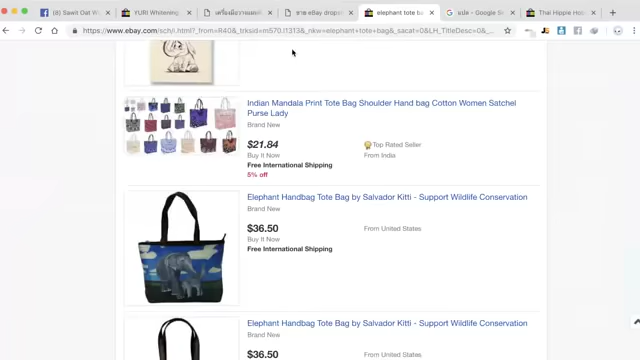 (8) Sawit Oat W
YURI Whitening
เครื่องมือวางแผนคี
ขาย eBay dropsh
elephant tote ba
แปล - Google Se
Thai Hippie Hobo
https://www.ebay.com/sch/i.html?_from=R40&_trksid=m570.l1313&_nkw=elephant+tote+bag&_sacat=0&LH_TitleDesc=0&_...
Indian Mandala Print Tote Bag Shoulder Hand bag Cotton Women Satchel
Purse Lady
Brand New
$21.84
Top Rated Seller
Buy It Now
From India
Free International Shipping
5% off
Elephant Handbag Tote Bag by Salvador Kitti - Support Wildlife Conservation
Brand New
$36.50
From United States
Buy It Now
Free International Shipping
Elephant Handbag Tote Bag by Salvador Kitti - Support Wildlife Conservation
Brand New
$36.50
From United States